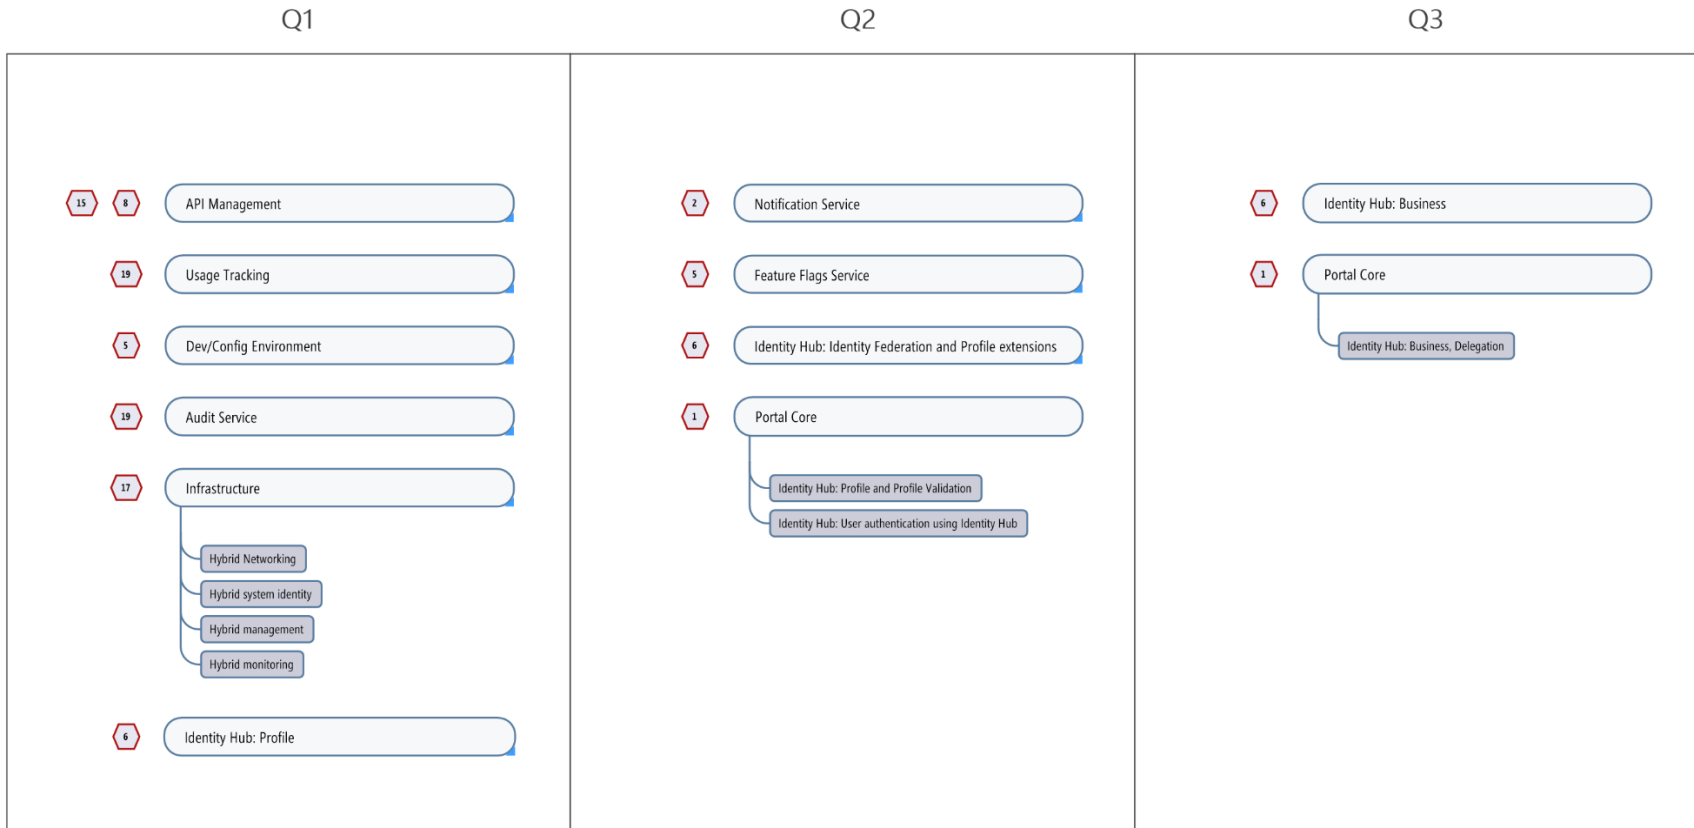 Q1
Q2
Q3
15
8
API Management
19
Usage Tracking
5
Dev/Config Environment
19
Audit Service
17
Infrastructure
Hybrid Networking
Hybrid system identity
Hybrid management
Hybrid monitoring
6
Identity Hub: Profile
2
Notification Service
5
Feature Flags Service
6
Identity Hub: Identity Federation and Profile extensions
1
Portal Core
Identity Hub: Profile and Profile Validation
Identity Hub: User authentication using Identity Hub
6
Identity Hub: Business
1
Portal Core
Identity Hub: Business, Delegation